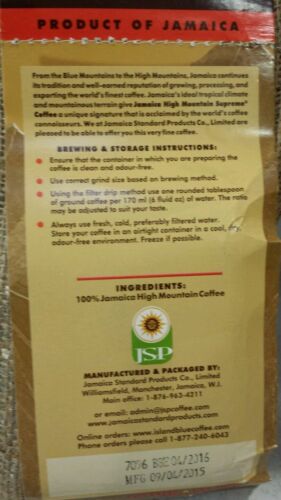 PRODUCT OF JAMAICA
From the Blue Mountains to the High Mountains, Jamaica continues
its tradition and well-earned reputation of growing, processing, and
exporting the world's finest coffee. Jamaica's ideal tropical climate
and mountainous terrain give Jamaica High Mountain Supreme®
Coffee a unique signature that is acclaimed by the world's coffee
connoisseurs. We at Jamaica Standard Products Co., Limited are
pleased to be able to offer you this very fine coffee.
BREWING & STORAGE INSTRUCTIONS:
● Ensure that the container in which you are preparing the
coffee is clean and odour-free.
● Use correct grind size based on brewing method.
● Using the filter drip method use one rounded tablespoon
of ground coffee per 170 ml (6 fluid oz) of water. The ratio
may be adjusted to suit your taste.
● Always use fresh, cold, preferably filtered water.
Store your coffee in an airtight container in a cool, dry,
odour-free environment. Freeze if possible.
INGREDIENTS:
100% Jamaica High Mountain Coffee
JSP
MANUFACTURED & PACKAGED BY:
Jamaica Standard Products Co., Limited
Williamsfield, Manchester, Jamaica, W.I.
Main office: 1-876-963-4211
or email: admin@jspcoffee.com
www.jamaicastandardproducts.com
Online orders: www.islandbluecoffee.com
Phone orders please call 1-877-240-6043
7096 BBE 04/2016
MFG 09/04/2015